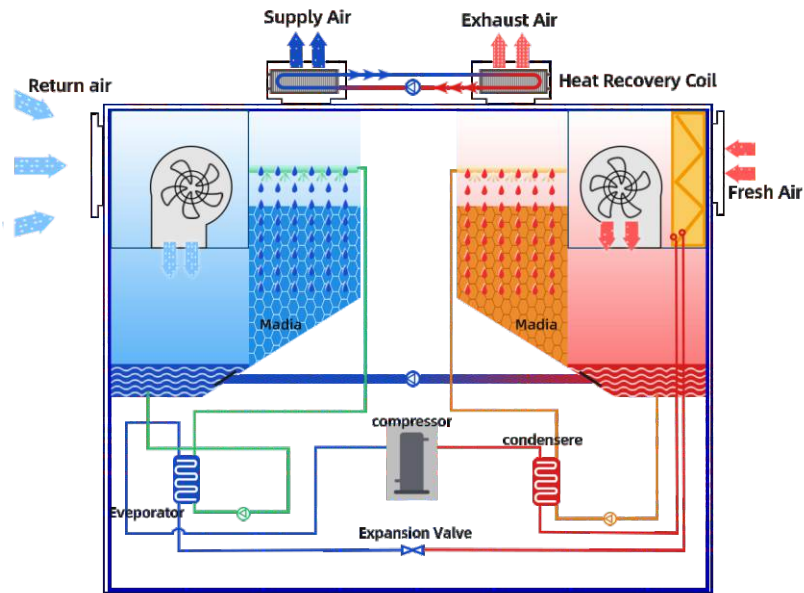 Supply Air
Exhaust Air
Return air
Heat Recovery Coil
Fresh Air
Madia
Madia
compressor
condensere
Eveporator
Expansion Valve